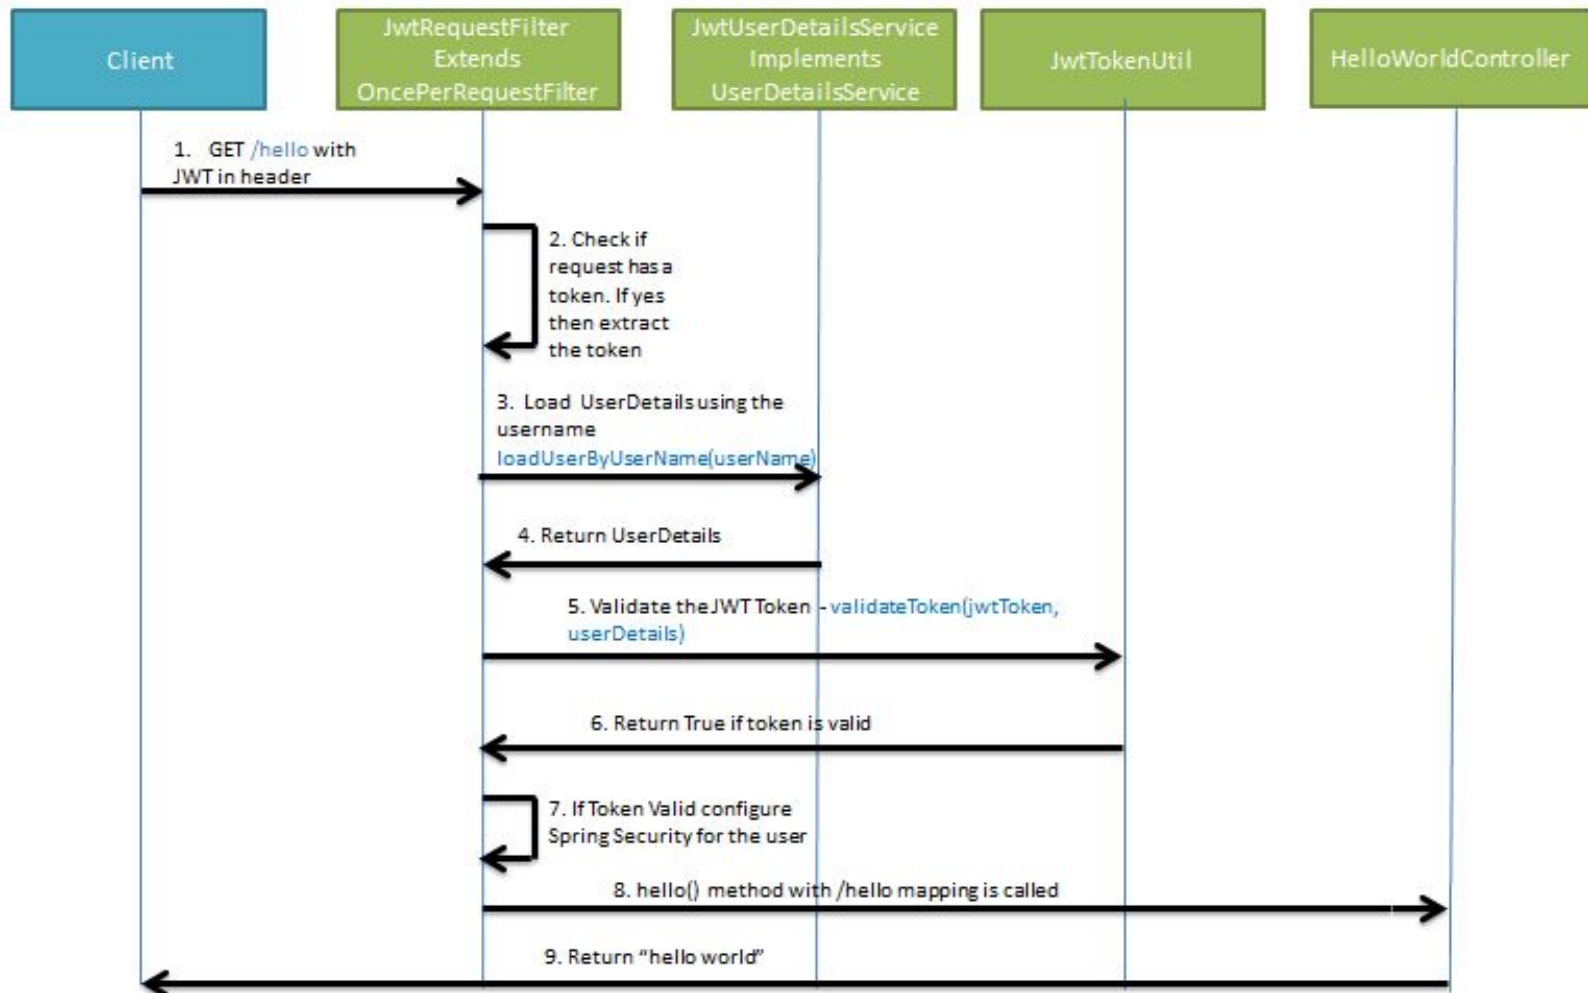 Client
JwtRequestFilter
Extends
OncePerRequestFilter
JwtUserDetailsService
Implements
UserDetailsService
JwtTokenUtil
HelloWorldController
1. GET /hello with
JWT in header
2. Check if
request has a
token. If yes
then extract
the token
3. Load UserDetails using the
username
loadUserByUserName(userName)
4. Return UserDetails
5. Validate the JWT Token - validateToken(jwtToken,
userDetails)
6. Return True if token is valid
7. If Token Valid configure
Spring Security for the user
8. hello() method with /hello mapping is called
9. Return “hello world”